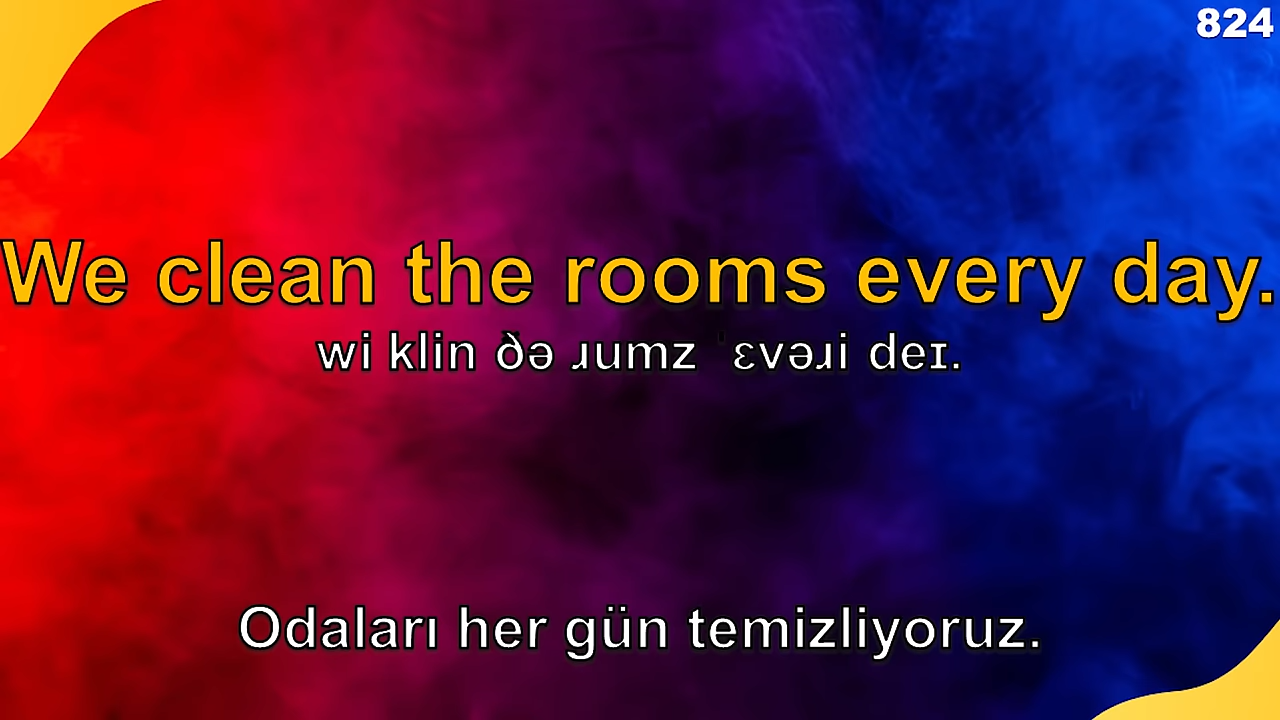 824
We clean the rooms every day.
wi klin ðə ɹumz ˈɛvəɹi deɪ.
Odaları her gün temizliyoruz.